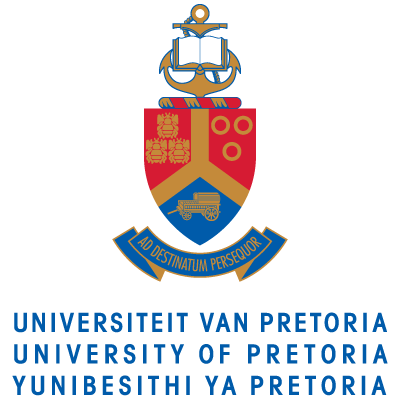 AD DESTINATUM PERSEQUOR
UNIVERSITEIT VAN PRETORIA
UNIVERSITY OF PRETORIA
YUNIBESITHI YA PRETORIA